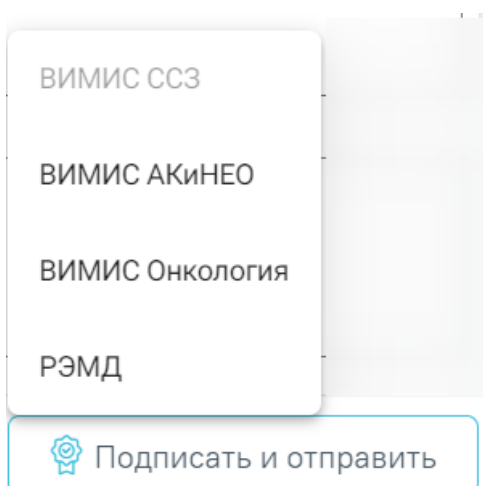 ВИМИС ССЗ
ВИМИС АКиНЕО
ВИМИС Онкология
РЭМД
Подписать и отправить